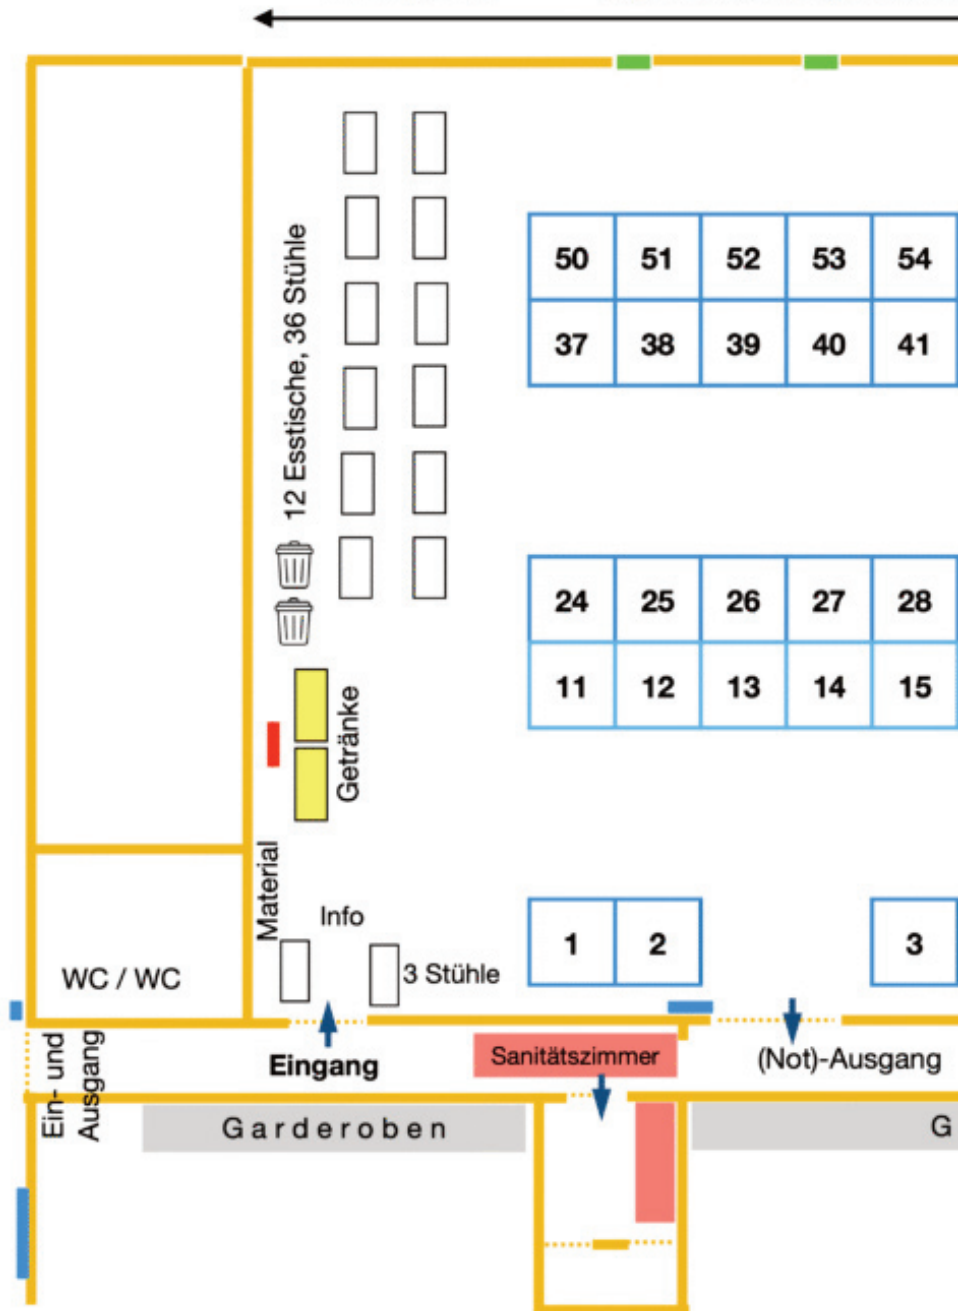 12 Esstische, 36 Stühle
50 51 52 53 54
37 38 39 40 41
24 25 26 27 28
11 12 13 14 15
Getränke
Material
Info
1 2 3
3 Stühle
WC / WC
Ein- und
Ausgang
Eingang
Sanitätszimmer
(Not)-Ausgang
Garderoben
G